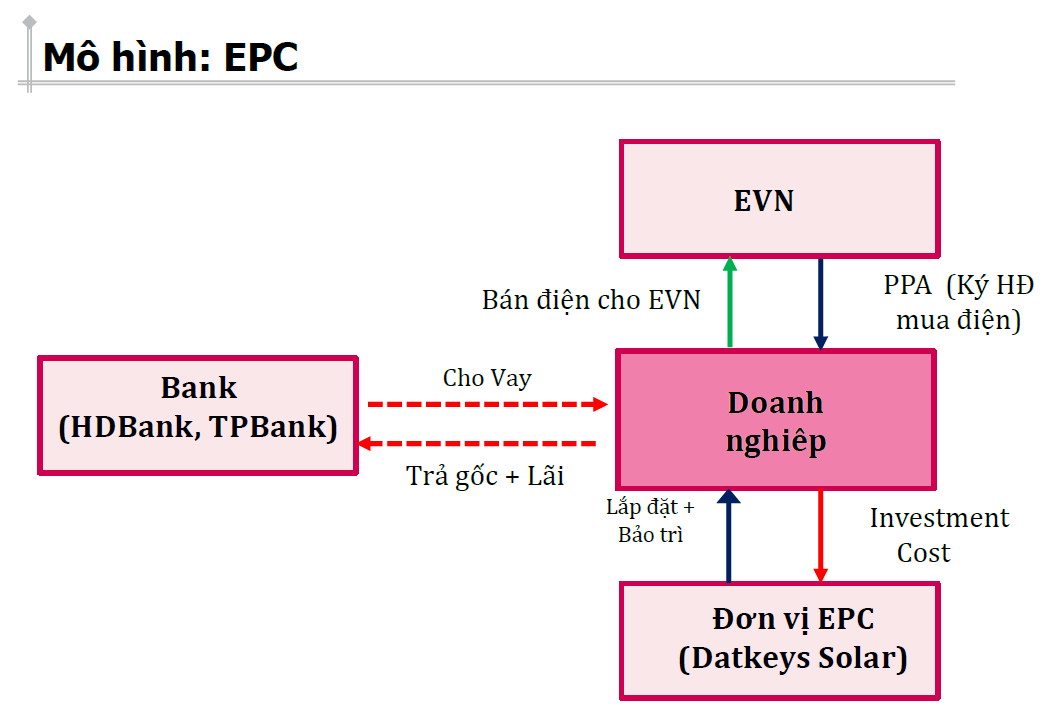 Mô hình: EPC
EVN
Bán điện cho EVN
PPA (Ký HĐ
mua điện)
Bank
(HDBank, TPBank)
Cho Vay
Trả gốc + Lãi
Doanh
nghiêp
Lắp đặt +
Bảo trì
Investment
Cost
Đơn vị EPC
(Datkeys Solar)